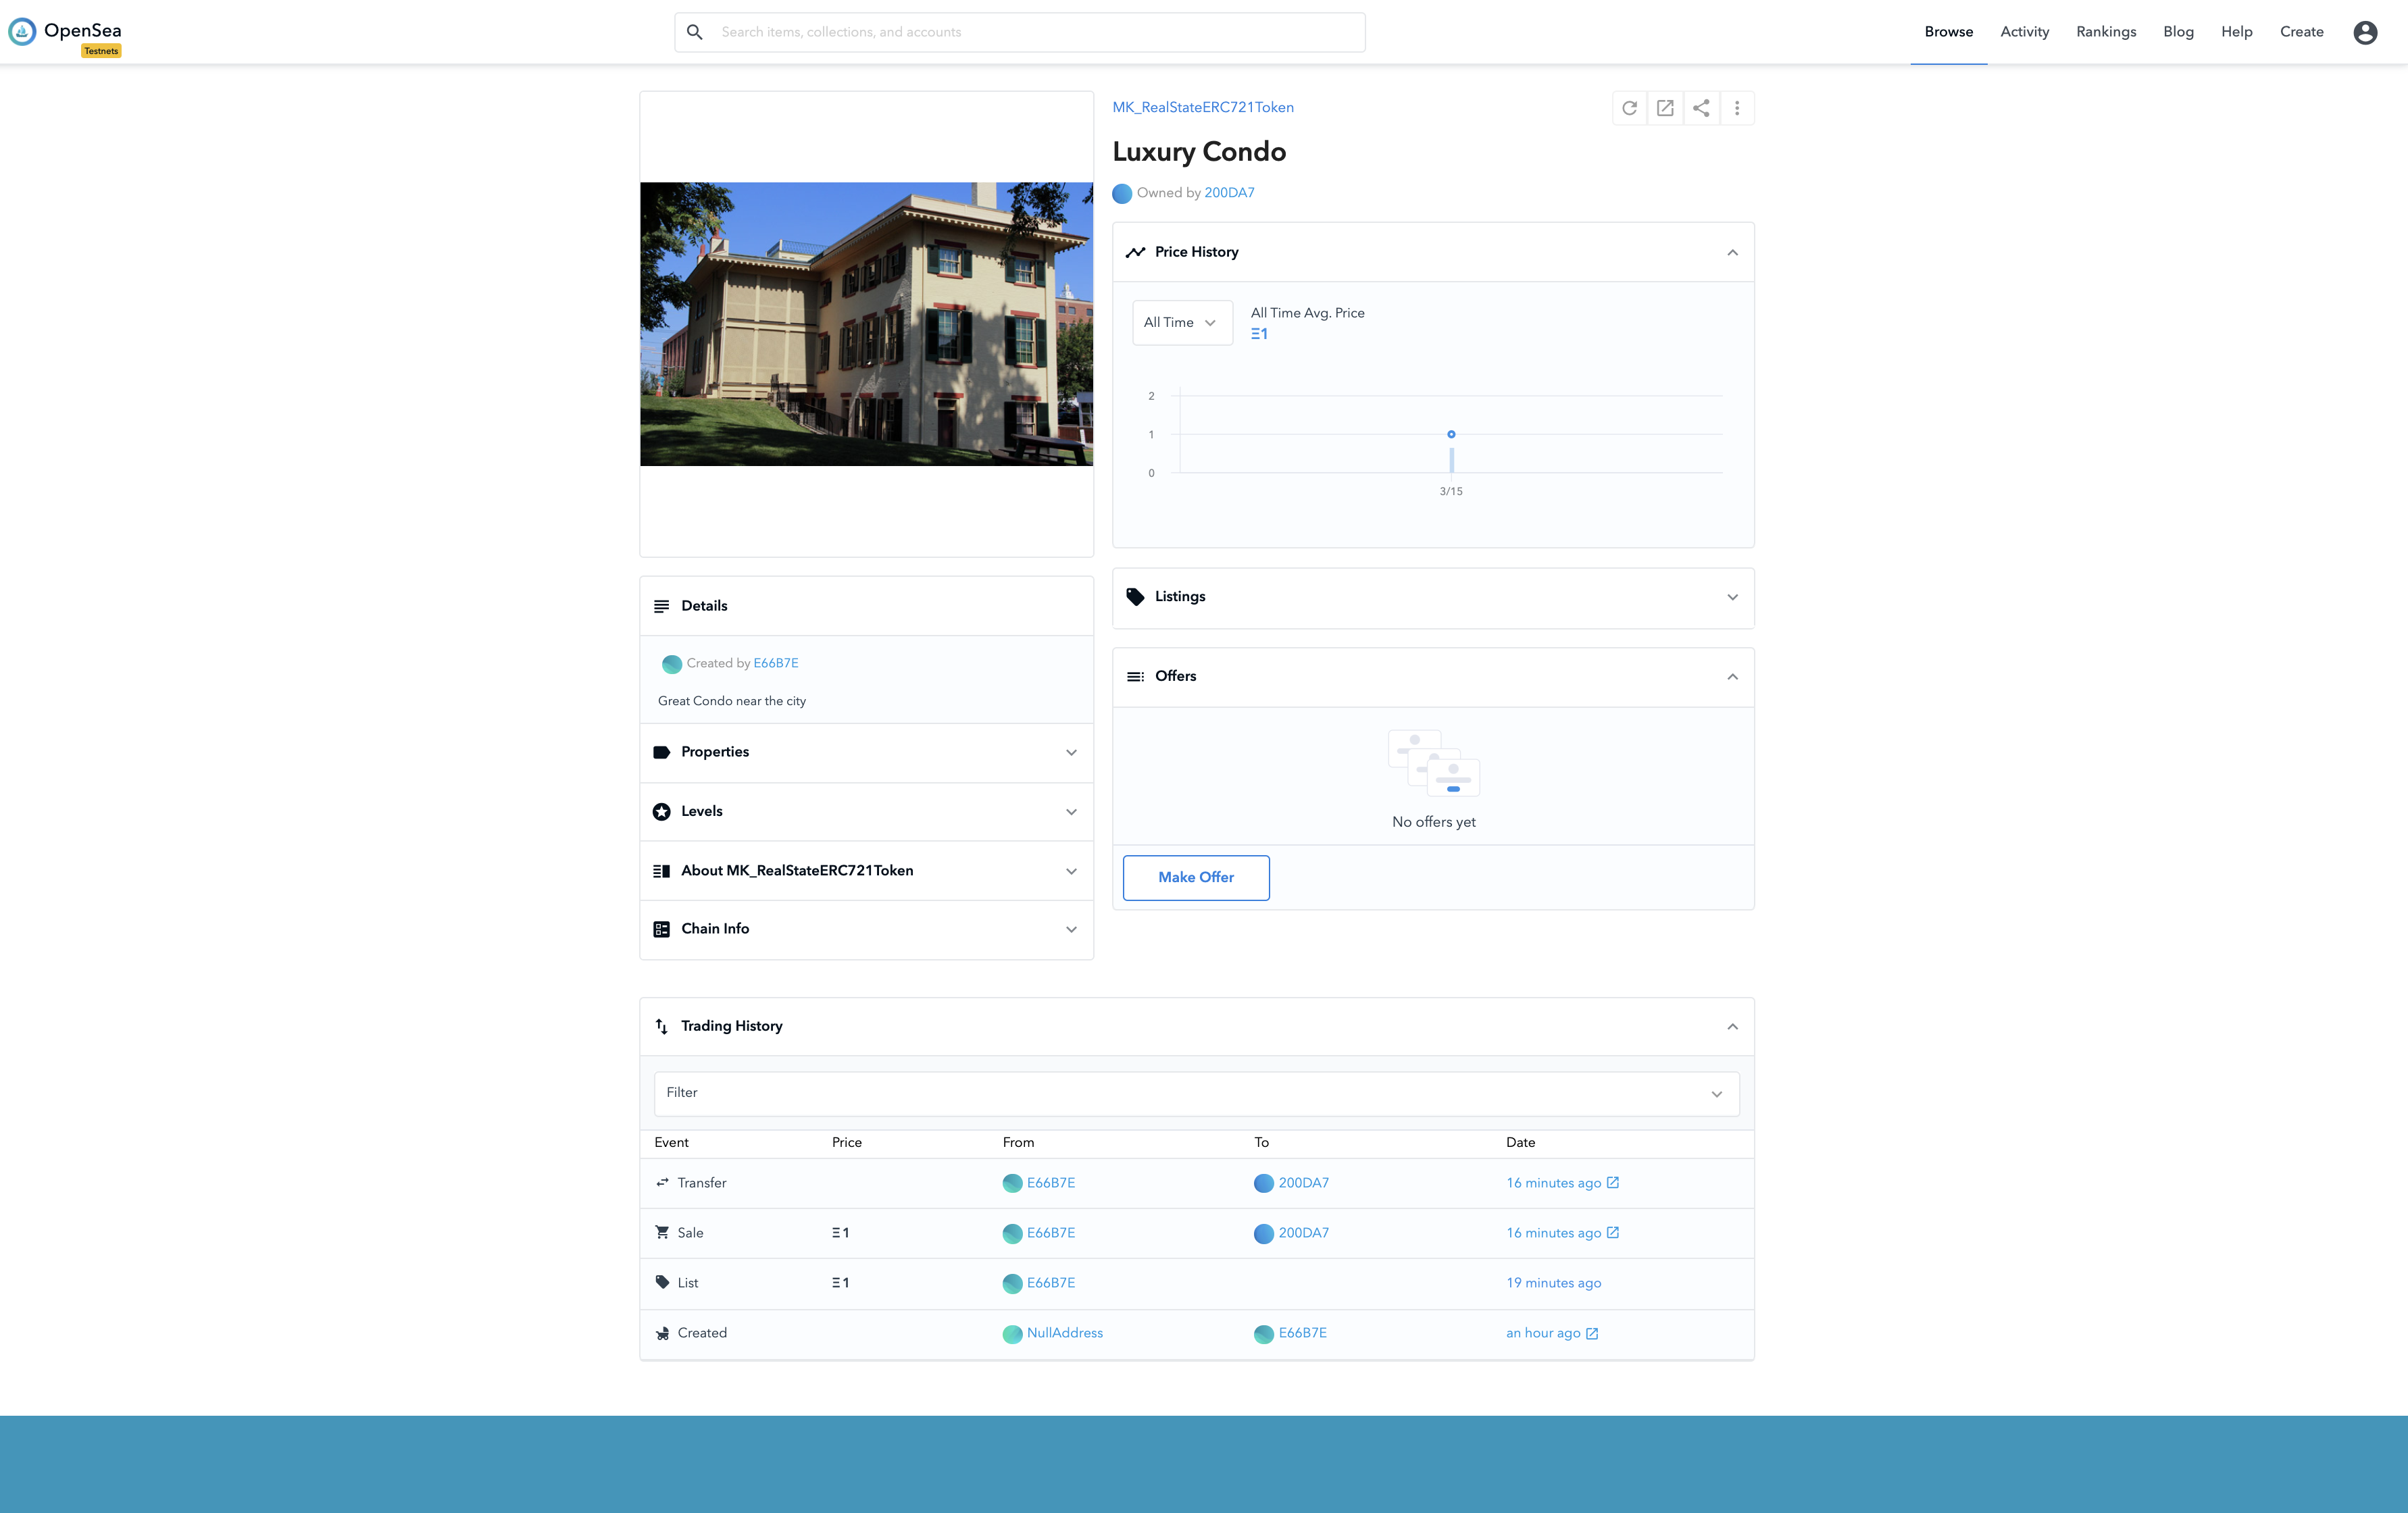 OpenSea
Testnets
Search items, collections, and accounts
Browse Activity Rankings Blog Help Create
MK_RealStateERC721Token
Luxury Condo
Owned by 200DA7
Price History
All Time
All Time Avg. Price
Ξ1
2
1
0
3/15
Details
Created by E66B7E
Great Condo near the city
Properties
Levels
About MK_RealStateERC721Token
Chain Info
Listings
Offers
No offers yet
Make Offer
Trading History
Filter
Event Price From To Date
Transfer E66B7E 200DA7 16 minutes ago
Sale Ξ1 E66B7E 200DA7 16 minutes ago
List Ξ1 E66B7E 19 minutes ago
Created NullAddress E66B7E an hour ago